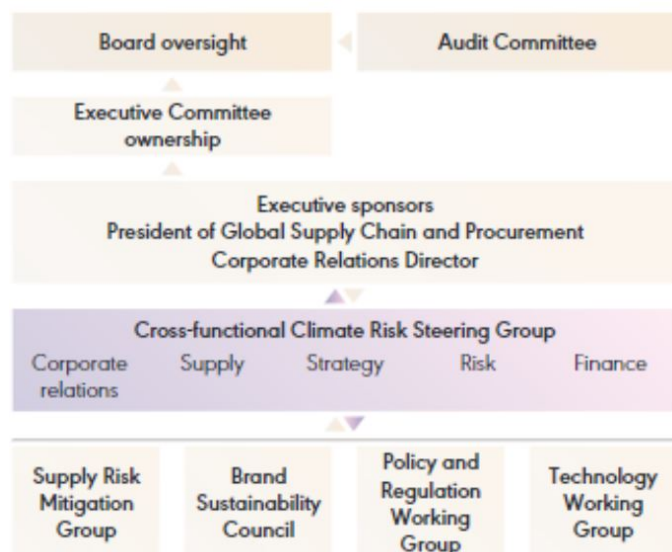 Board oversight
Audit Committee
Executive Committee
ownership
Executive sponsors
President of Global Supply Chain and Procurement
Corporate Relations Director
Cross-functional Climate Risk Steering Group
Corporate
relations
Supply
Strategy
Risk
Finance
Supply Risk
Mitigation
Group
Brand
Sustainability
Council
Policy and
Regulation
Working
Group
Technology
Working
Group